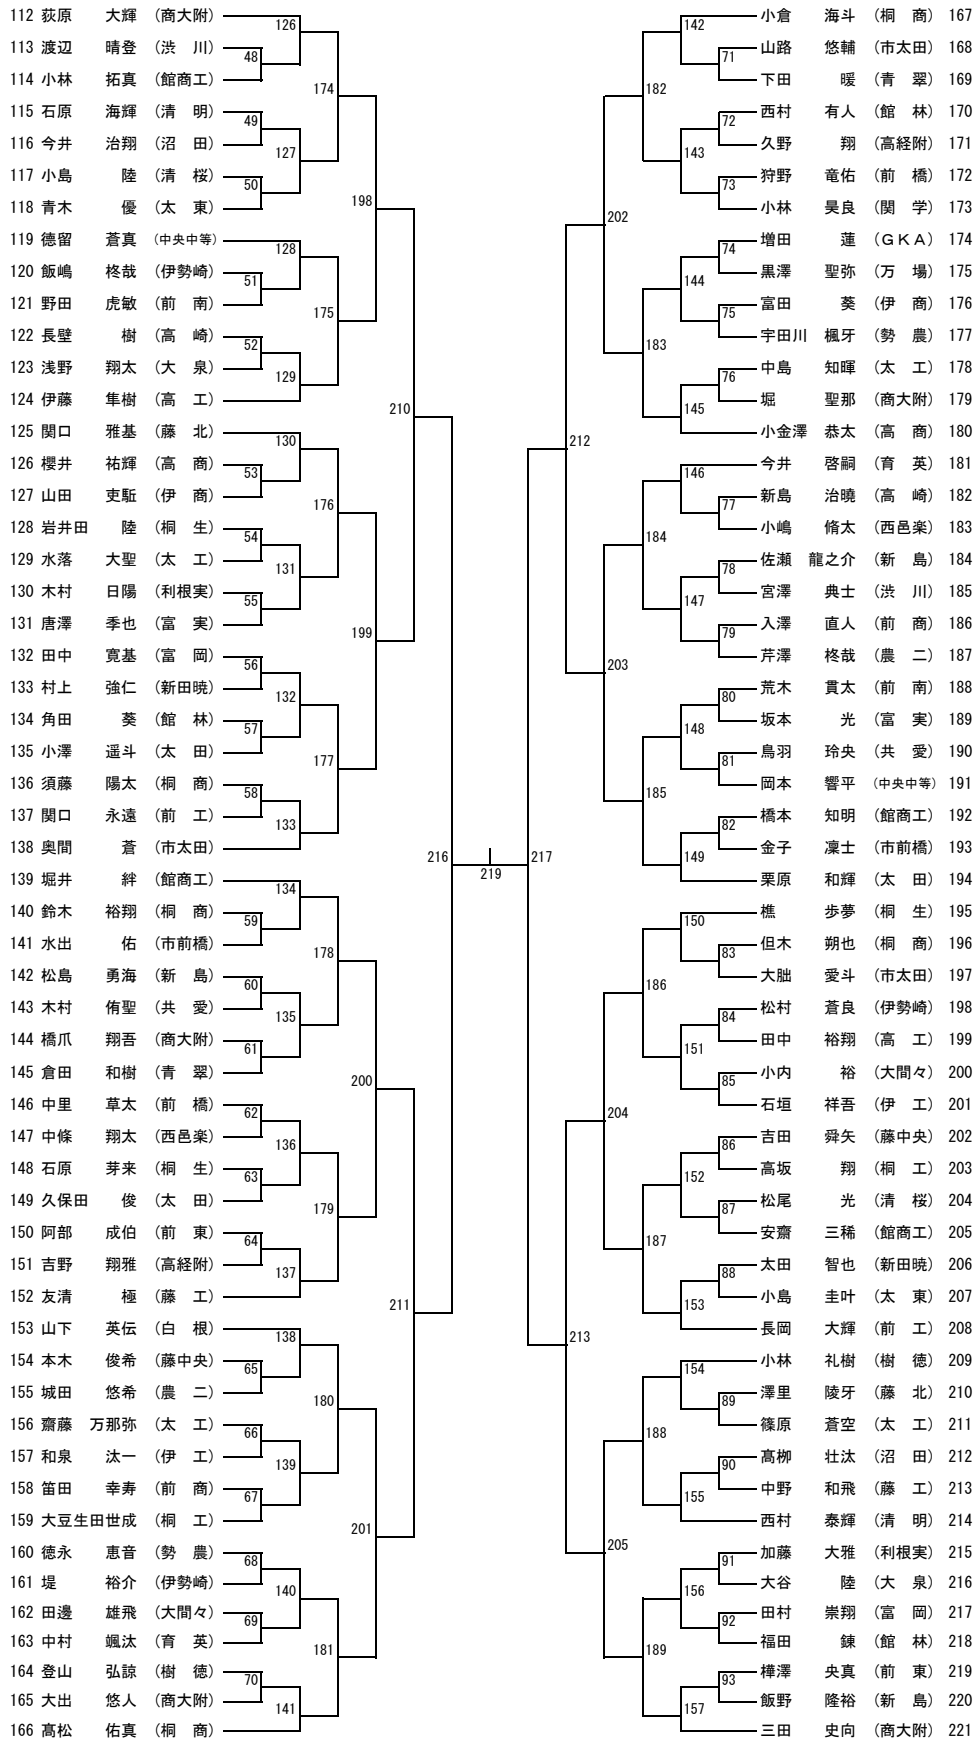 112 荻原 大輝 (商大附)
113 渡辺 晴登 (渋 川)
114 小林 拓真 (館商工)
115 石原 海輝 (清 明)
116 今井 治翔 (沼 田)
117 小島 陸 (清 桜)
118 青木 優 (太 東)
119 德留 蒼真 (中央中等)
120 飯嶋 柊哉 (伊勢崎)
121 野田 虎敏 (前 南)
122 長壁 樹 (高 崎)
123 浅野 翔太 (大 泉)
124 伊藤 隼樹 (高 工)
125 関口 雅基 (藤 北)
126 櫻井 祐輝 (高 商)
127 山田 吏駈 (伊 商)
128 岩井田 陸 (桐 生)
129 水落 大聖 (太 工)
130 木村 日陽 (利根実)
131 唐澤 季也 (富 実)
132 田中 寛基 (富 岡)
133 村上 強仁 (新田暁)
134 角田 葵 (館 林)
135 小澤 遥斗 (太 田)
136 須藤 陽太 (桐 商)
137 関口 永遠 (前 工)
138 奥間 蒼 (市太田)
139 堀井 絆 (館商工)
140 鈴木 裕翔 (桐 商)
141 水出 佑 (市前橋)
142 松島 勇海 (新 島)
143 木村 侑聖 (共 愛)
144 橋爪 翔吾 (商大附)
145 倉田 和樹 (青 翠)
146 中里 草太 (前 橋)
147 中條 翔太 (西邑楽)
148 石原 芽来 (桐 生)
149 久保田 俊 (太 田)
150 阿部 成伯 (前 東)
151 吉野 翔雅 (高経附)
152 友清 極 (藤 工)
153 山下 英伝 (白 根)
154 本木 俊希 (藤中央)
155 城田 悠希 (農 二)
156 齋藤 万那弥 (太 工)
157 和泉 汰一 (伊 工)
158 笛田 幸寿 (前 商)
159 大豆生田世成 (桐 工)
160 徳永 恵音 (勢 農)
161 堤 裕介 (伊勢崎)
162 田邊 雄飛 (大間々)
163 中村 颯汰 (育 英)
164 登山 弘諒 (樹 徳)
165 大出 悠人 (商大附)
166 髙松 佑真 (桐 商)
126
48
174
49
127
50
198
128
51
175
52
129
210
130
53
176
54
131
55
199
56
132
57
177
58
133
216
134
59
178
60
135
61
200
62
136
63
179
64
137
211
138
65
180
66
139
67
201
68
140
69
181
70
141
219
217
142
71
182
72
143
73
202
74
144
75
183
76
145
212
146
77
184
78
147
79
203
80
148
81
185
82
149
150
83
186
84
151
85
204
86
152
87
187
88
153
213
154
89
188
90
155
205
91
156
92
189
93
157
小倉 海斗 (桐 商) 167
山路 悠輔 (市太田) 168
下田 暖 (青 翠) 169
西村 有人 (館 林) 170
久野 翔 (高経附) 171
狩野 竜佑 (前 橋) 172
小林 昊良 (関 学) 173
増田 蓮 (GKA) 174
黒澤 聖弥 (万 場) 175
富田 葵 (伊 商) 176
宇田川 楓牙 (勢 農) 177
中島 知暉 (太 工) 178
堀 聖那 (商大附) 179
小金澤 恭太 (高 商) 180
今井 啓嗣 (育 英) 181
新島 治暁 (高 崎) 182
小嶋 脩太 (西邑楽) 183
佐瀬 龍之介 (新 島) 184
宮澤 典士 (渋 川) 185
入澤 直人 (前 商) 186
芹澤 柊哉 (農 二) 187
荒木 貫太 (前 南) 188
坂本 光 (富 実) 189
鳥羽 玲央 (共 愛) 190
岡本 響平 (中央中等) 191
橋本 知明 (館商工) 192
金子 凜士 (市前橋) 193
栗原 和輝 (太 田) 194
樵 歩夢 (桐 生) 195
但木 朔也 (桐 商) 196
大朏 愛斗 (市太田) 197
松村 蒼良 (伊勢崎) 198
田中 裕翔 (高 工) 199
小内 裕 (大間々) 200
石垣 祥吾 (伊 工) 201
吉田 舜矢 (藤中央) 202
高坂 翔 (桐 工) 203
松尾 光 (清 桜) 204
安齋 三稀 (館商工) 205
太田 智也 (新田暁) 206
小島 圭叶 (太 東) 207
長岡 大輝 (前 工) 208
小林 礼樹 (樹 徳) 209
澤里 陵牙 (藤 北) 210
篠原 蒼空 (太 工) 211
髙栁 壮汰 (沼 田) 212
中野 和飛 (藤 工) 213
西村 泰輝 (清 明) 214
加藤 大雅 (利根実) 215
大谷 陸 (大 泉) 216
田村 崇翔 (富 岡) 217
福田 錬 (館 林) 218
樺澤 央真 (前 東) 219
飯野 隆裕 (新 島) 220
三田 史向 (商大附) 221